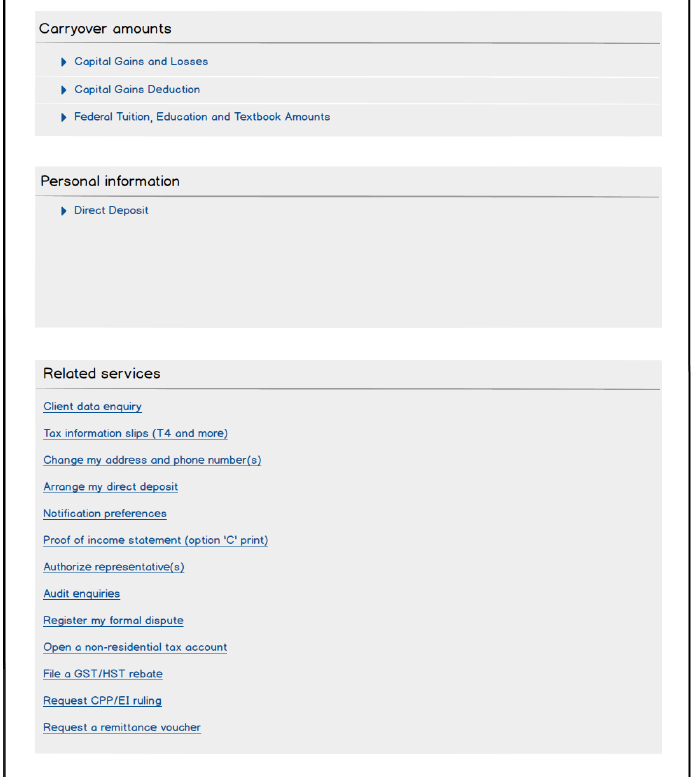 Carryover amounts
Capital Gains and Losses
Capital Gains Deduction
Federal Tuition, Education and Textbook Amounts
Personal information
Direct Deposit
Related services
Client data enquiry
Tax information slips (T4 and more)
Change my address and phone number(s)
Arrange my direct deposit
Notification preferences
Proof of income statement (option 'C' print)
Authorize representative(s)
Audit enquiries
Register my formal dispute
Open a non-residential tax account
File a GST/HST rebate
Request CPP/EI ruling
Request a remittance voucher